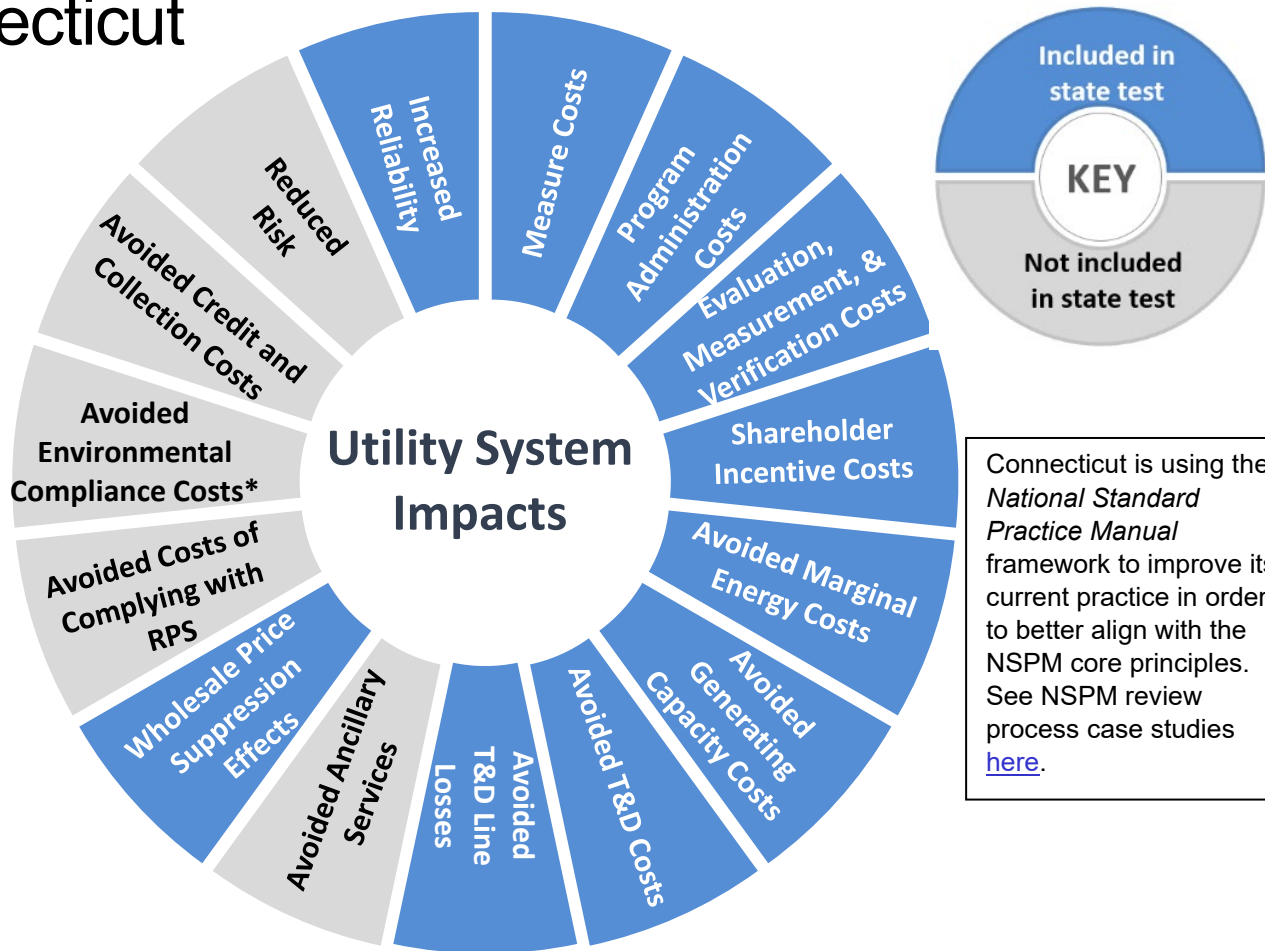 ecticut
Increased
Reliability
Measure Costs
Program
Administration
Costs
Evaluation,
Measurement, &
Verification Costs
Shareholder
Incentive Costs
Avoided Marginal
Energy Costs
Avoided
Generating
Capacity Costs
Avoided T&D Costs
Avoided
T&D Line
Losses
Avoided Ancillary
Services
Wholesale Price
Suppression
Effects
Avoided Costs of
Complying with
RPS
Avoided
Environmental
Compliance Costs*
Avoided Credit and
Collection Costs
Reduced
Risk
Utility System
Impacts
Included in
state test
KEY
Not included
in state test
Connecticut is using the
National Standard
Practice Manual
framework to improve its
current practice in order
to better align with the
NSPM core principles.
See NSPM review
process case studies
here.